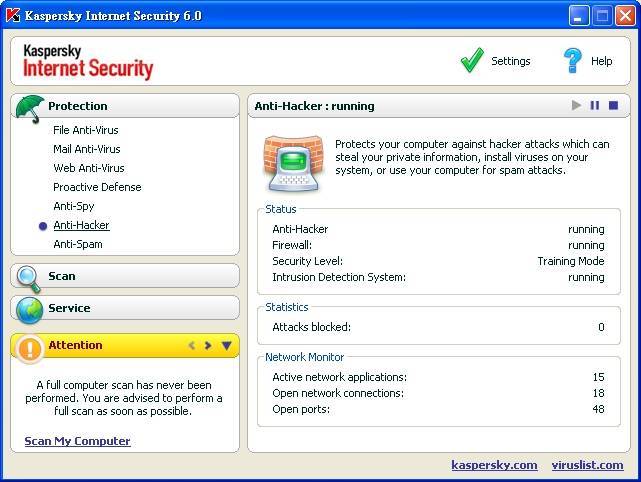 Kaspersky Internet Security 6.0
Kaspersky
Internet Security
Settings
Help
Protection
File Anti-Virus
Mail Anti-Virus
Web Anti-Virus
Proactive Defense
Anti-Spy
Anti-Hacker
Anti-Spam
Scan
Service
Attention
A full computer scan has never been
performed. You are advised to perform a
full scan as soon as possible.
Scan My Computer
Anti-Hacker : running
Protects your computer against hacker attacks which can
steal your private information, install viruses on your
system, or use your computer for spam attacks.
Status
Anti-Hacker running
Firewall: running
Security Level: Training Mode
Intrusion Detection System: running
Statistics
Attacks blocked: 0
Network Monitor
Active network applications: 15
Open network connections: 18
Open ports: 48
kaspersky.com viruslist.com